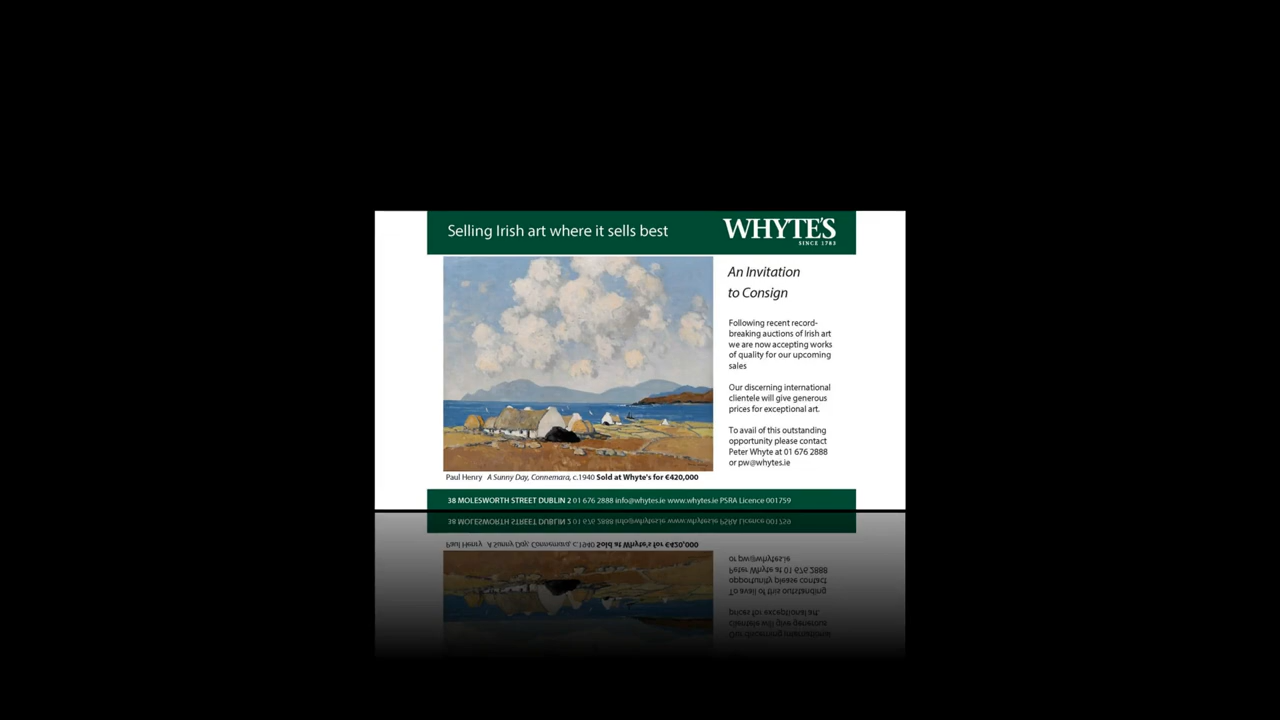 Selling Irish art where it sells best
WHYTE'S
SINCE 1783
An Invitation
to Consign
Following recent record-
breaking auctions of Irish art
we are now accepting works
of quality for our upcoming
sales
Our discerning international
clientele will give generous
prices for exceptional art.
To avail of this outstanding
opportunity please contact
Peter Whyte at 01 676 2888
or pw@whytes.ie
Paul Henry A Sunny Day, Connemara, c.1940 Sold at Whyte's for €420,000
38 MOLESWORTH STREET DUBLIN 2 01 676 2888 info@whytes.ie www.whytes.ie PSRA Licence 001759